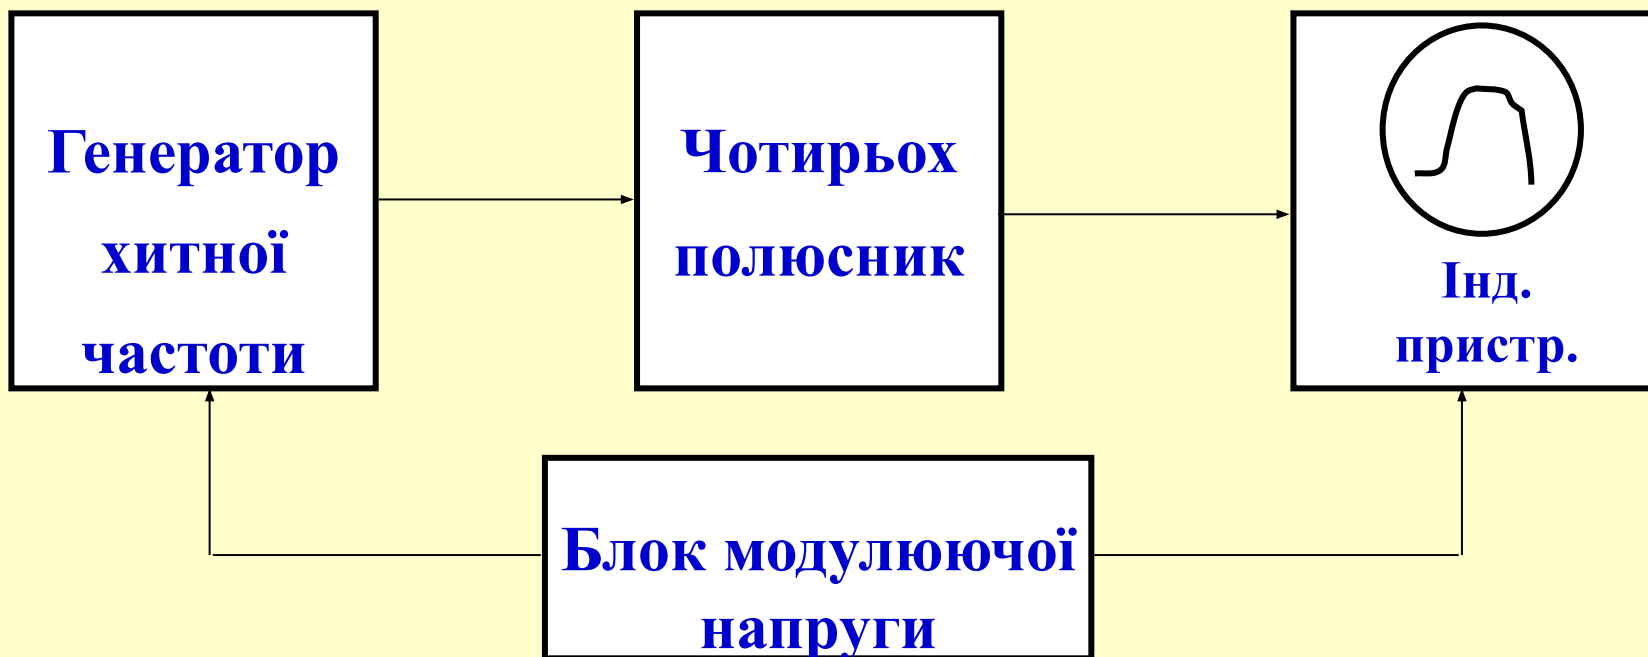 Генератор
хитної
частоти
Чотирьох
полюсник
Інд.
пристр.
Блок модулюючої
напруги